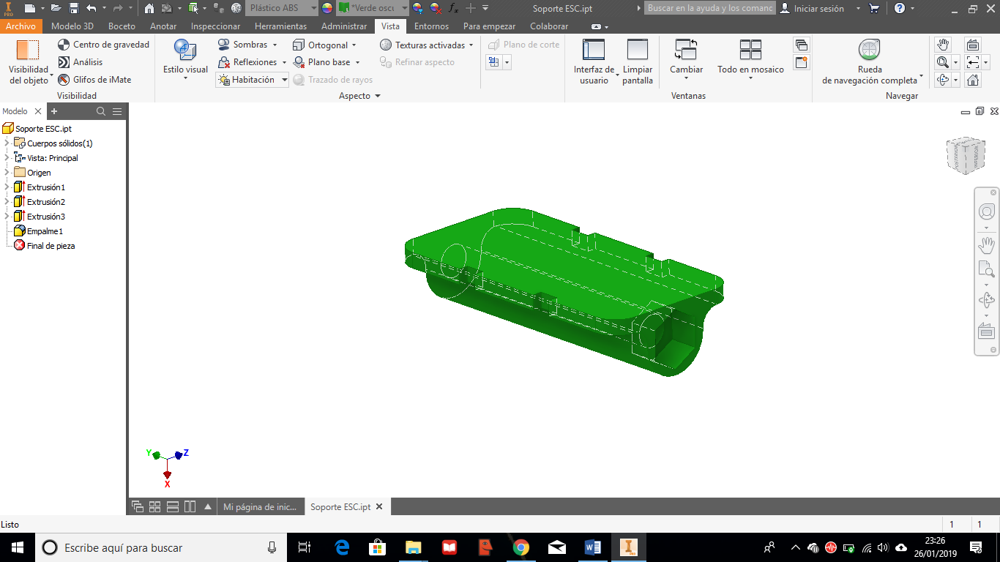 PRO
Plástico ABS
*Verde oscu
fx
Soporte ESC.ipt
Buscar en la ayuda y los comanc
Iniciar sesión
Archivo
Modelo 3D
Boceto
Anotar
Inspeccionar
Herramientas
Administrar
Vista
Entornos
Para empezar
Colaborar
Visibilidad
del objeto
Centro de gravedad
Análisis
Glifos de iMate
Visibilidad
Estilo visual
Sombras
Reflexiones
Habitación
Ortogonal
Plano base
Trazado de rayos
Texturas activadas
Refinar aspecto
Aspecto
Plano de corte
Interfaz de
usuario
Limpiar
pantalla
Cambiar
Todo en mosaico
Ventanas
Rueda
de navegación completa
Navegar
Modelo
Soporte ESC.ipt
Cuerpos sólidos(1)
Vista: Principal
Origen
Extrusión1
Extrusión2
Extrusión3
Empalme1
Final de pieza
Y
Z
X
Mi página de inic...
Soporte ESC.ipt
Listo
1
1
Escribe aquí para buscar
23:26
26/01/2019